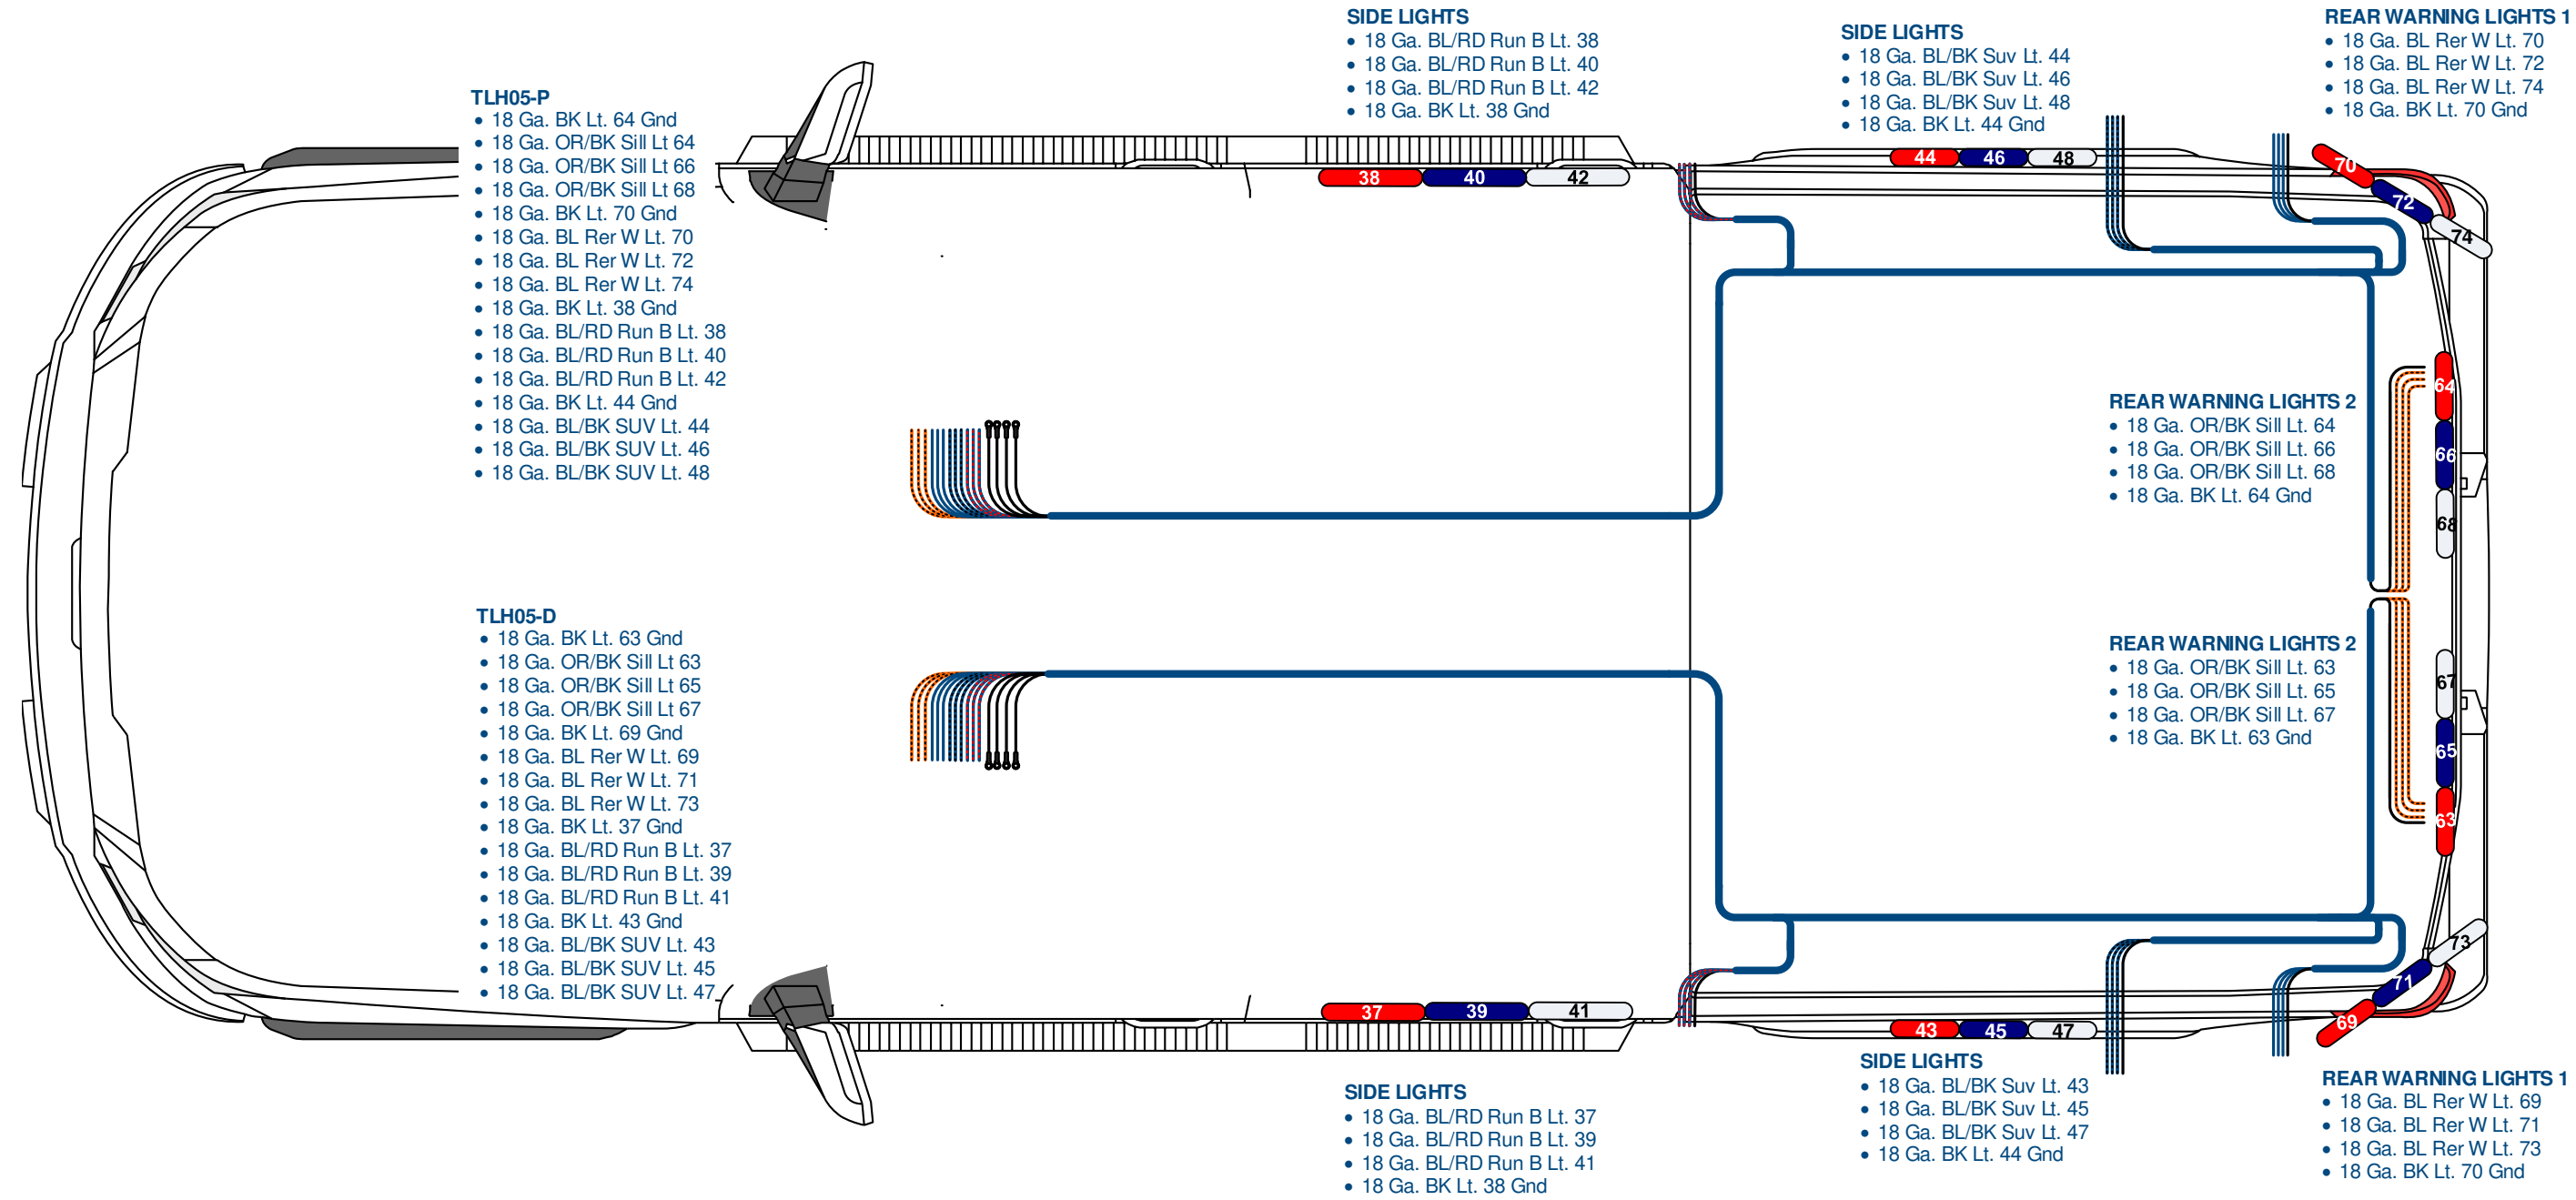 SIDE LIGHTS
• 18 Ga. BL/RD Run B Lt. 38
• 18 Ga. BL/RD Run B Lt. 40
• 18 Ga. BL/RD Run B Lt. 42
• 18 Ga. BK Lt. 38 Gnd
SIDE LIGHTS
• 18 Ga. BL/BK Suv Lt. 44
• 18 Ga. BL/BK Suv Lt. 46
• 18 Ga. BL/BK Suv Lt. 48
• 18 Ga. BK Lt. 44 Gnd
REAR WARNING LIGHTS 1
• 18 Ga. BL Rer W Lt. 70
• 18 Ga. BL Rer W Lt. 72
• 18 Ga. BL Rer W Lt. 74
• 18 Ga. BK Lt. 70 Gnd
TLH05-P
• 18 Ga. BK Lt. 64 Gnd
• 18 Ga. OR/BK Sill Lt 64
• 18 Ga. OR/BK Sill Lt 66
• 18 Ga. OR/BK Sill Lt 68
• 18 Ga. BK Lt. 70 Gnd
• 18 Ga. BL Rer W Lt. 70
• 18 Ga. BL Rer W Lt. 72
• 18 Ga. BL Rer W Lt. 74
• 18 Ga. BK Lt. 38 Gnd
• 18 Ga. BL/RD Run B Lt. 38
• 18 Ga. BL/RD Run B Lt. 40
• 18 Ga. BL/RD Run B Lt. 42
• 18 Ga. BK Lt. 44 Gnd
• 18 Ga. BL/BK SUV Lt. 44
• 18 Ga. BL/BK SUV Lt. 46
• 18 Ga. BL/BK SUV Lt. 48
38 40 42
44 46 48
70
72
74
REAR WARNING LIGHTS 2
• 18 Ga. OR/BK Sill Lt. 64
• 18 Ga. OR/BK Sill Lt. 66
• 18 Ga. OR/BK Sill Lt. 68
• 18 Ga. BK Lt. 64 Gnd
64
66
68
TLH05-D
• 18 Ga. BK Lt. 63 Gnd
• 18 Ga. OR/BK Sill Lt 63
• 18 Ga. OR/BK Sill Lt 65
• 18 Ga. OR/BK Sill Lt 67
• 18 Ga. BK Lt. 69 Gnd
• 18 Ga. BL Rer W Lt. 69
• 18 Ga. BL Rer W Lt. 71
• 18 Ga. BL Rer W Lt. 73
• 18 Ga. BK Lt. 37 Gnd
• 18 Ga. BL/RD Run B Lt. 37
• 18 Ga. BL/RD Run B Lt. 39
• 18 Ga. BL/RD Run B Lt. 41
• 18 Ga. BK Lt. 43 Gnd
• 18 Ga. BL/BK SUV Lt. 43
• 18 Ga. BL/BK SUV Lt. 45
• 18 Ga. BL/BK SUV Lt. 47
REAR WARNING LIGHTS 2
• 18 Ga. OR/BK Sill Lt. 63
• 18 Ga. OR/BK Sill Lt. 65
• 18 Ga. OR/BK Sill Lt. 67
• 18 Ga. BK Lt. 63 Gnd
67
65
63
73
71
69
37 39 41
43 45 47
SIDE LIGHTS
• 18 Ga. BL/RD Run B Lt. 37
• 18 Ga. BL/RD Run B Lt. 39
• 18 Ga. BL/RD Run B Lt. 41
• 18 Ga. BK Lt. 38 Gnd
SIDE LIGHTS
• 18 Ga. BL/BK Suv Lt. 43
• 18 Ga. BL/BK Suv Lt. 45
• 18 Ga. BL/BK Suv Lt. 47
• 18 Ga. BK Lt. 44 Gnd
REAR WARNING LIGHTS 1
• 18 Ga. BL Rer W Lt. 69
• 18 Ga. BL Rer W Lt. 71
• 18 Ga. BL Rer W Lt. 73
• 18 Ga. BK Lt. 70 Gnd